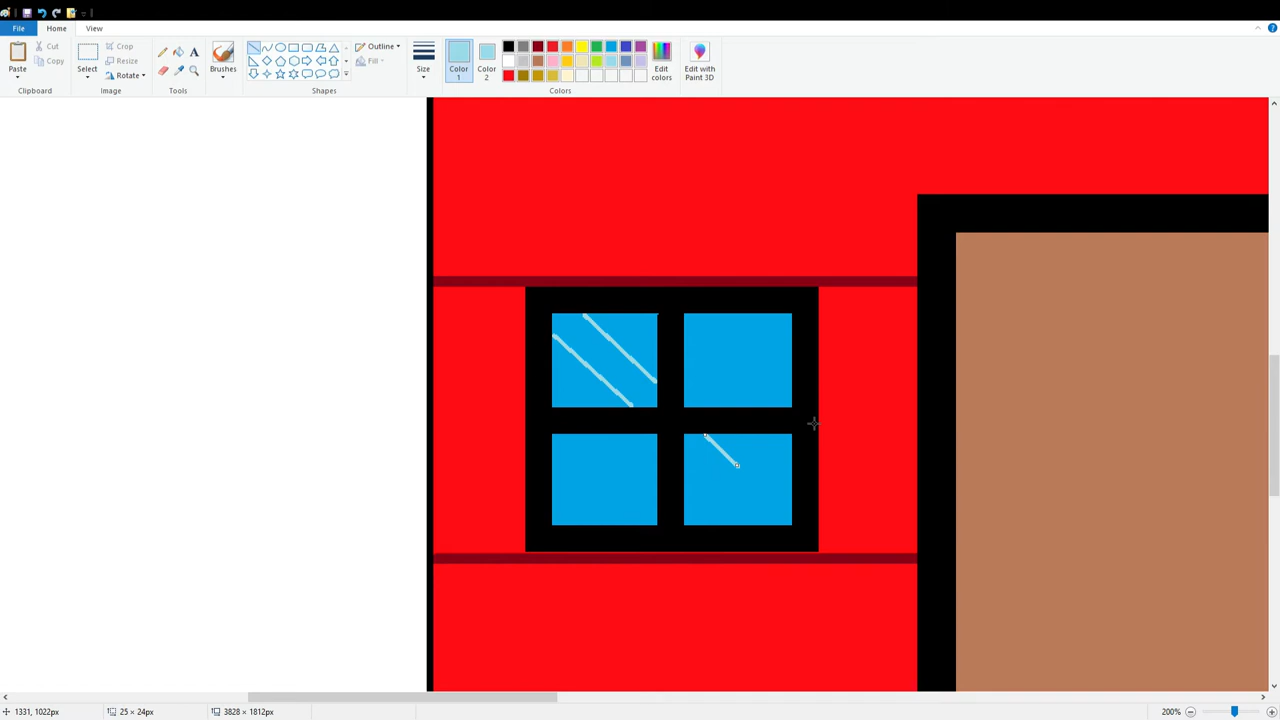 File Home View
Paste Cut Copy
Clipboard
Select Crop Resize Rotate
Image
A
Tools
Brushes
Outline Fill
Shapes
Size
Color 1
Color 2
Edit colors
Colors
Edit with Paint 3D
1331, 1022px 25 × 24px 3828 × 1812px 200%